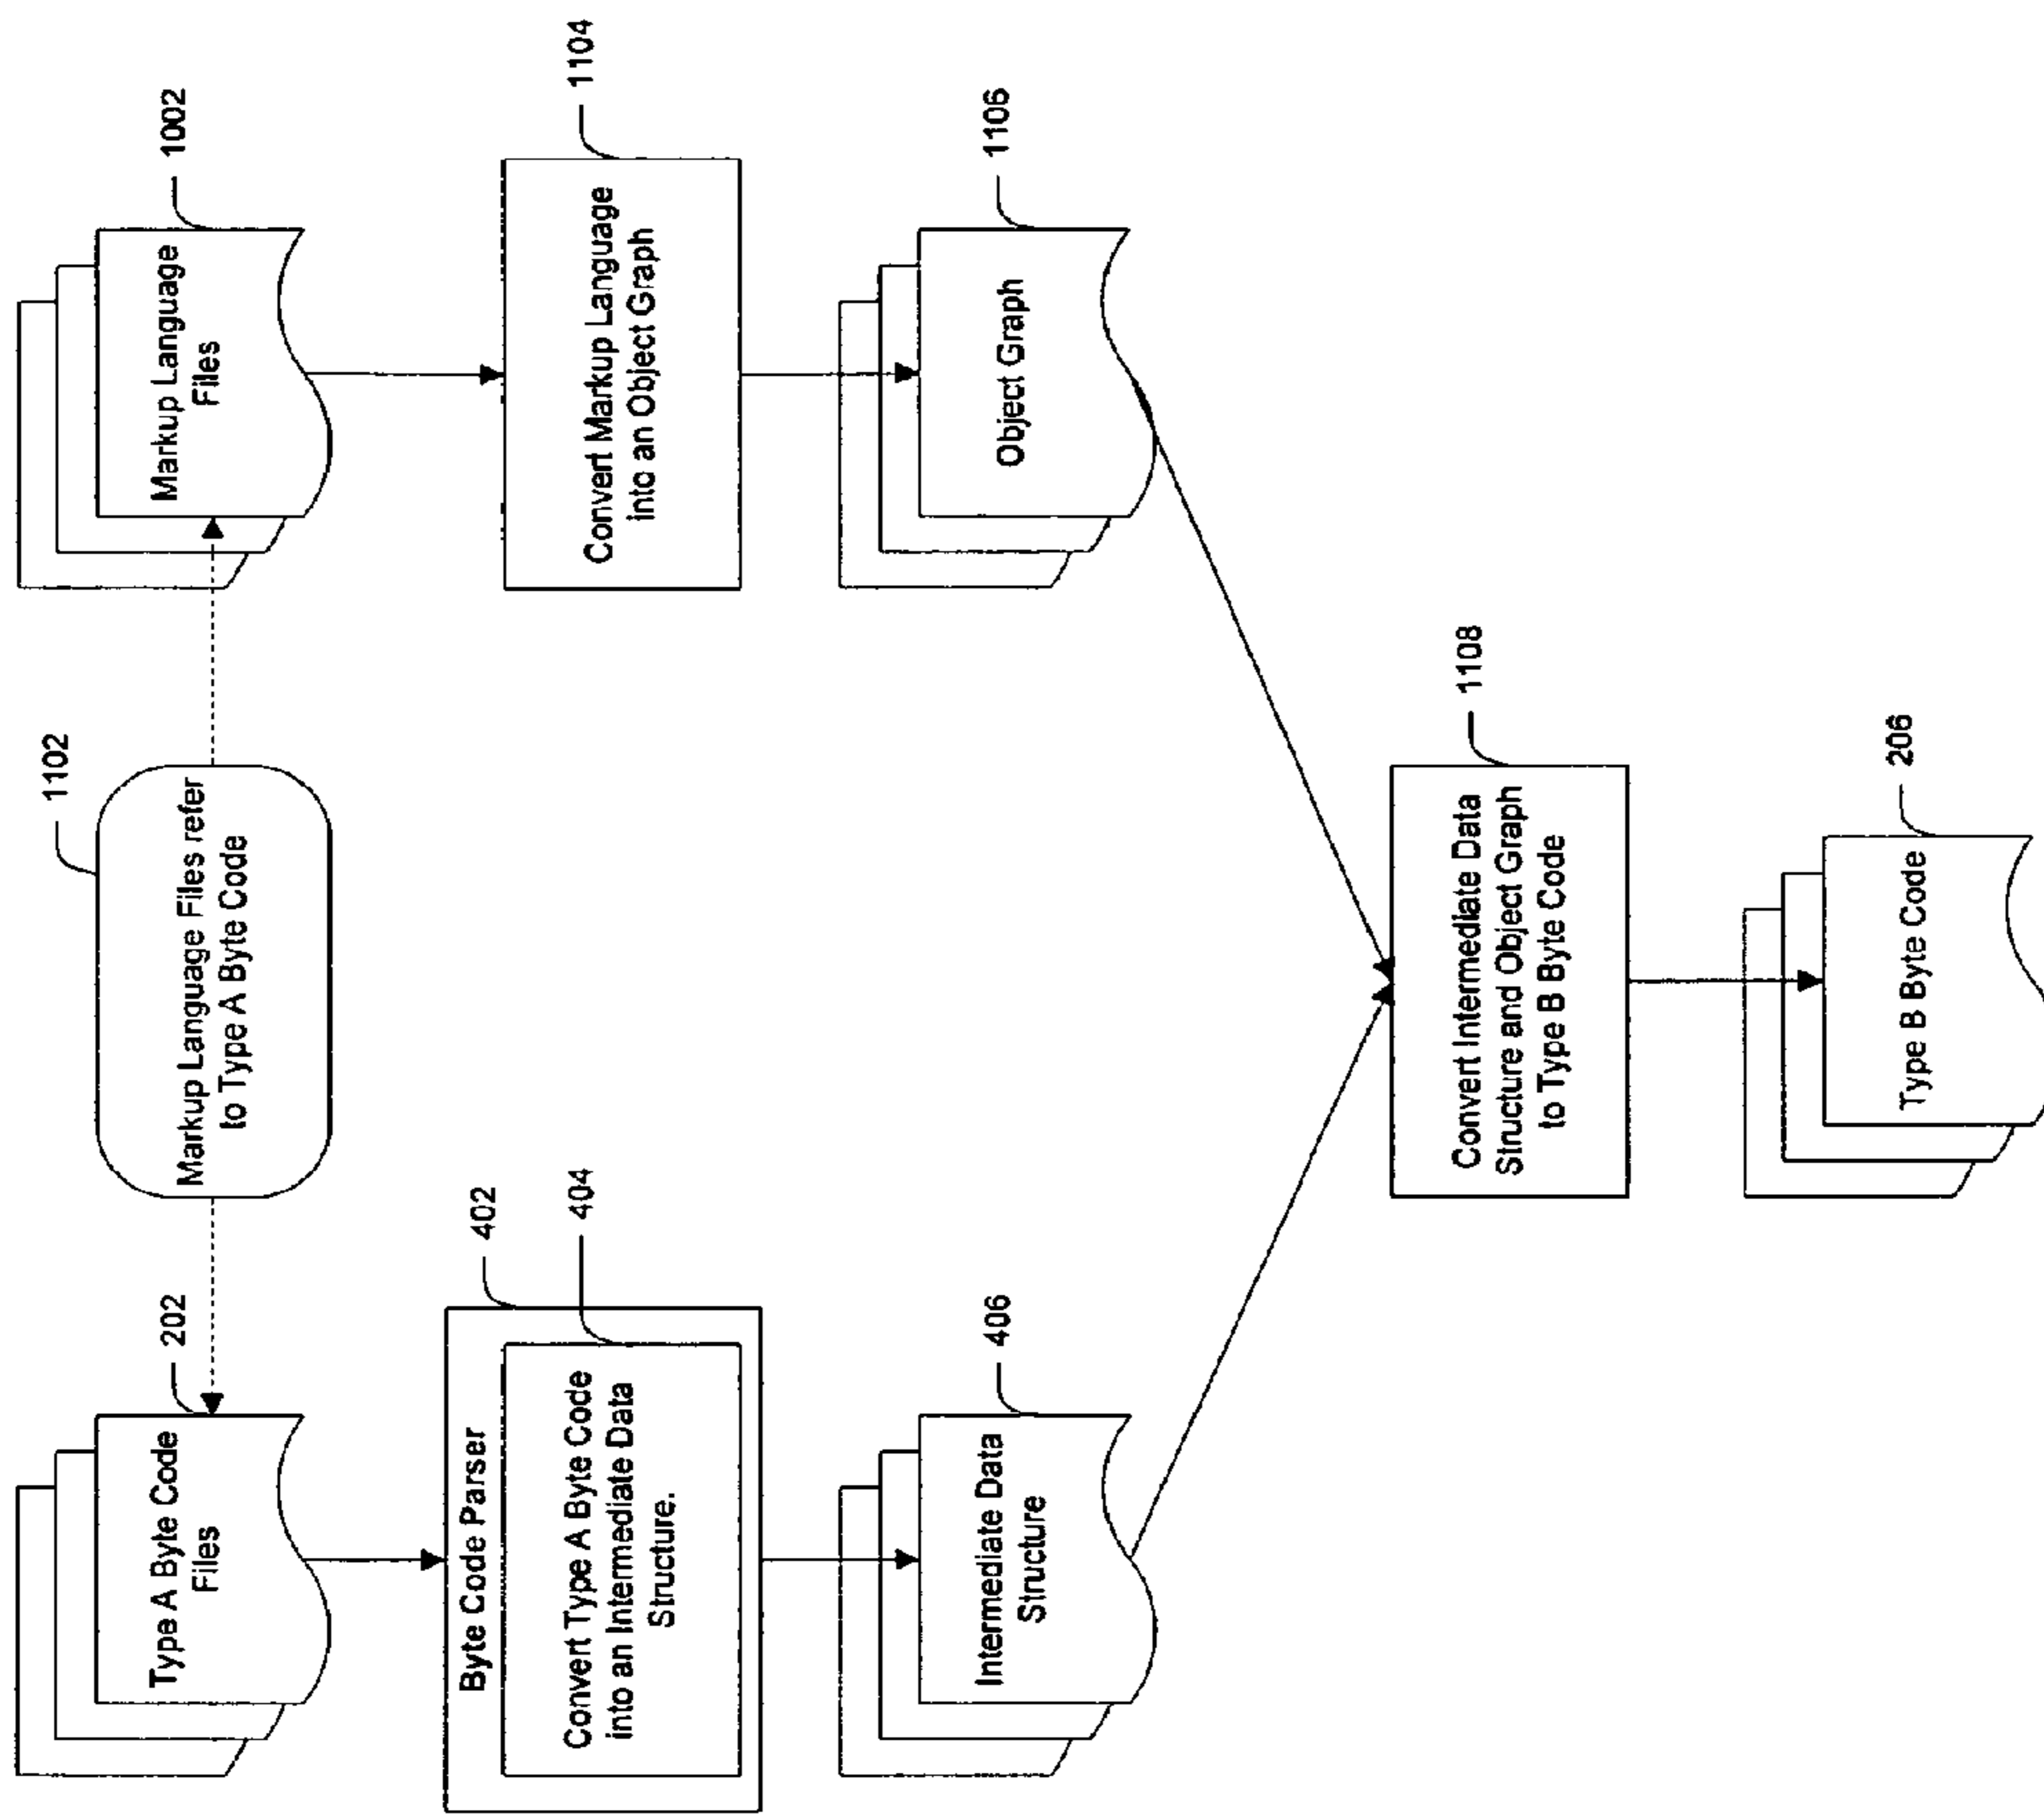 202
Type A Byte Code
Files
1102
Markup Language Files refer
to Type A Byte Code
1002
Markup Language
Files
402
Byte Code Parser
404
Convert Type A Byte Code
into an Intermediate Data
Structure.
1104
Convert Markup Language
into an Object Graph
406
Intermediate Data
Structure
1106
Object Graph
1108
Convert Intermediate Data
Structure and Object Graph
to Type B Byte Code
206
Type B Byte Code